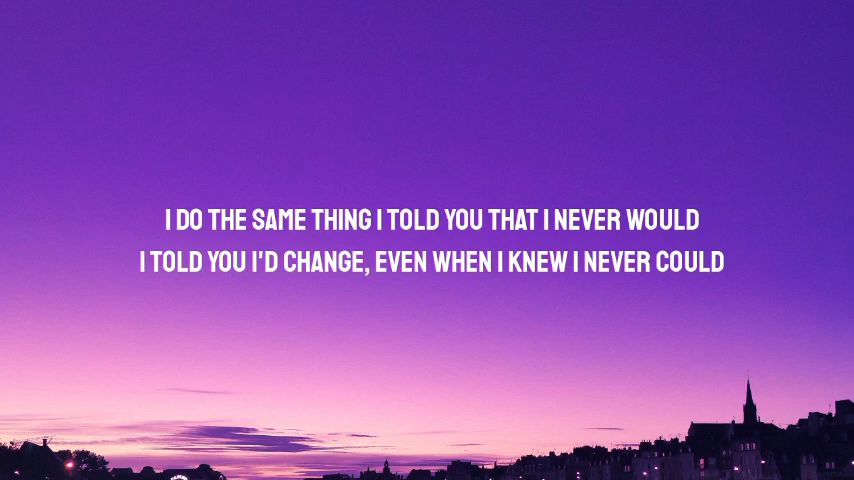 I DO THE SAME THING I TOLD YOU THAT I NEVER WOULD
I TOLD YOU I'D CHANGE, EVEN WHEN I KNEW I NEVER COULD